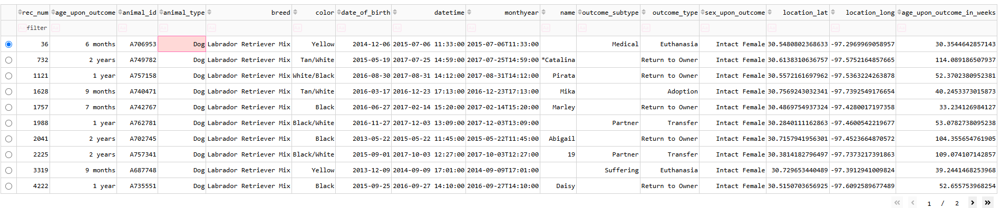 rec_num age_upon_outcome animal_id animal_type breed color date_of_birth datetime monthyear name outcome_subtype outcome_type sex_upon_outcome location_lat location_long age_upon_outcome_in_weeks
Aa filter Aa Aa Aa Aa Aa Aa Aa Aa Aa Aa Aa Aa Aa Aa Aa
36 6 months A706953 Dog Labrador Retriever Mix Yellow 2014-12-06 2015-07-06 11:33:00 2015-07-06T11:33:00 Medical Euthanasia Intact Female 30.5480802368633 -97.2969969058957 30.3544642857143
732 2 years A749782 Dog Labrador Retriever Mix Tan/White 2015-05-19 2017-07-25 14:59:00 2017-07-25T14:59:00 *Catalina Return to Owner Intact Female 30.6138310636757 -97.5752164857665 114.089186507937
1121 1 year A757158 Dog Labrador Retriever Mix White/Black 2016-08-30 2017-08-31 14:12:00 2017-08-31T14:12:00 Pirata Return to Owner Intact Female 30.5572161697962 -97.5363224263878 52.3702380952381
1628 9 months A740471 Dog Labrador Retriever Mix Tan/White 2016-03-17 2016-12-23 17:13:00 2016-12-23T17:13:00 Mika Adoption Intact Female 30.7569243032341 -97.7392549176654 40.2453373015873
1757 7 months A742767 Dog Labrador Retriever Mix Black 2016-06-27 2017-02-14 15:20:00 2017-02-14T15:20:00 Marley Return to Owner Intact Female 30.4869754937324 -97.4280017197358 33.234126984127
1988 1 year A762781 Dog Labrador Retriever Mix Black/White 2016-11-27 2017-12-03 13:09:00 2017-12-03T13:09:00 Partner Transfer Intact Female 30.2840111162863 -97.4600542219677 53.0782738095238
2041 2 years A702745 Dog Labrador Retriever Mix Black 2013-05-22 2015-05-22 11:45:00 2015-05-22T11:45:00 Abigail Return to Owner Intact Female 30.7157941956301 -97.4523664870572 104.355654761905
2225 2 years A757341 Dog Labrador Retriever Mix Black/White 2015-09-01 2017-10-03 12:27:00 2017-10-03T12:27:00 19 Partner Transfer Intact Female 30.3814182796497 -97.7373217391863 109.074107142857
3319 9 months A687748 Dog Labrador Retriever Mix Yellow 2013-12-09 2014-09-09 17:01:00 2014-09-09T17:01:00 Suffering Euthanasia Intact Female 30.729653440489 -97.3912941009824 39.2441468253968
4222 1 year A735551 Dog Labrador Retriever Mix Black 2015-09-25 2016-09-27 14:10:00 2016-09-27T14:10:00 Daisy Return to Owner Intact Female 30.5150703656925 -97.6092589677489 52.655753968254
1 / 2